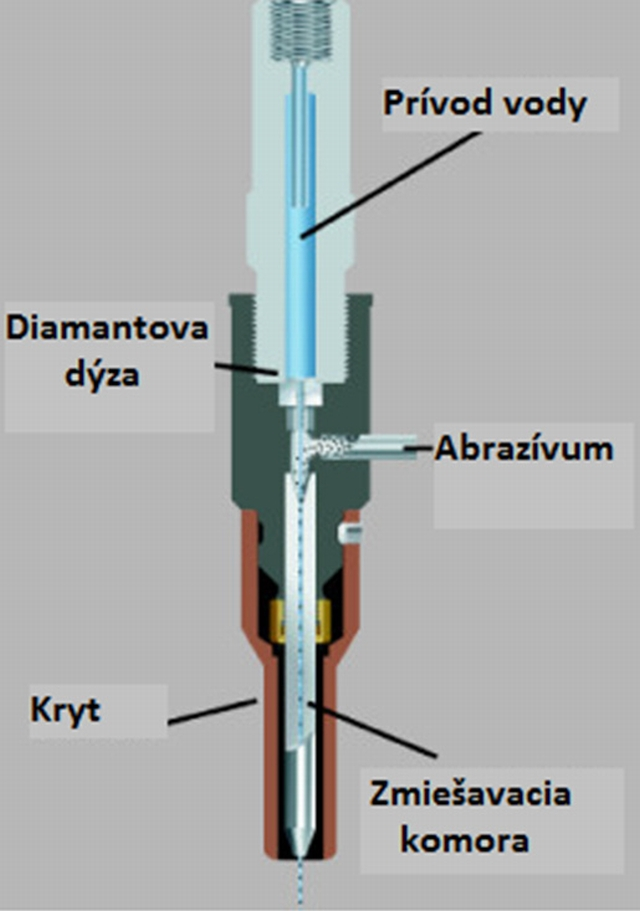 Prívod vody
Diamantova
dýza
Abrazívum
Kryt
Zmiešavacia
komora